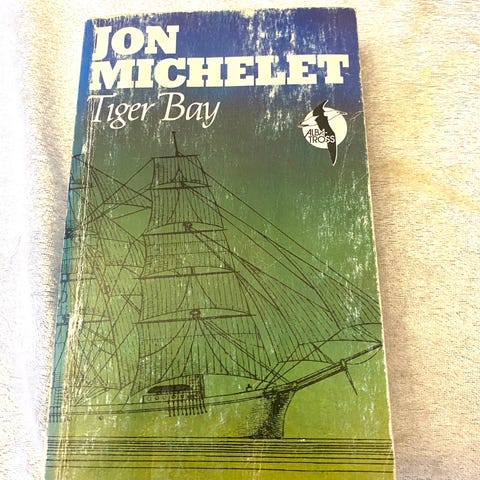 JON
MICHELET
Tiger Bay
ALBA-
TROSS